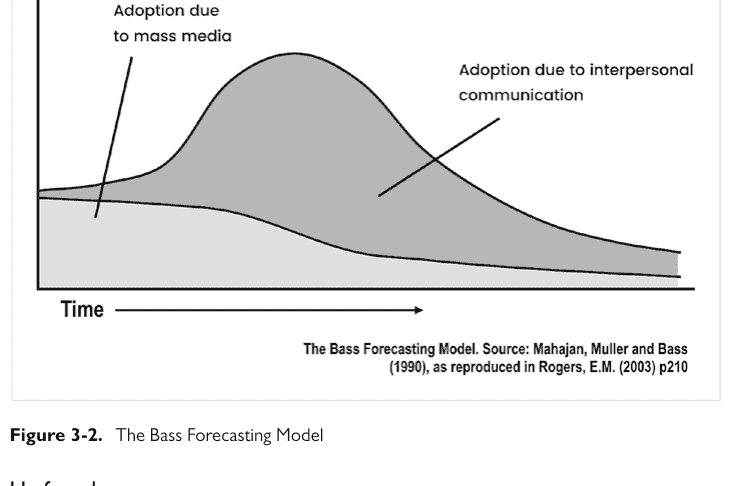 Adoption due
to mass media
Adoption due to interpersonal
communication
Time
The Bass Forecasting Model. Source: Mahajan, Muller and Bass
(1990), as reproduced in Rogers, E.M. (2003) p210
Figure 3-2. The Bass Forecasting Model